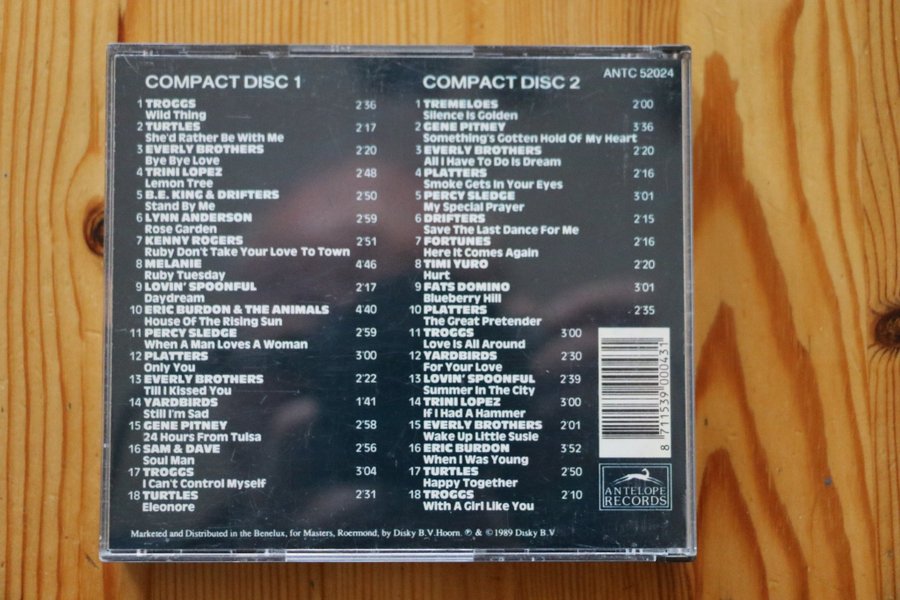 ANTC 52024
COMPACT DISC 1
1 TROGGS 2'36
Wild Thing
2 TURTLES 2'17
She'd Rather Be With Me
3 EVERLY BROTHERS 2'20
Bye Bye Love
4 TRINI LOPEZ 2'48
Lemon Tree
5 B.E. KING & DRIFTERS 2'50
Stand By Me
6 LYNN ANDERSON 2'59
Rose Garden
7 KENNY ROGERS 2'51
Ruby Don't Take Your Love To Town
8 MELANIE 4'46
Ruby Tuesday
9 LOVIN' SPOONFUL 2'17
Daydream
10 ERIC BURDON & THE ANIMALS 4'40
House Of The Rising Sun
11 PERCY SLEDGE 2'59
When A Man Loves A Woman
12 PLATTERS 3'00
Only You
13 EVERLY BROTHERS 2'22
Till I Kissed You
14 YARDBIRDS 1'41
Still I'm Sad
15 GENE PITNEY 2'58
24 Hours From Tulsa
16 SAM & DAVE 2'56
Soul Man
17 TROGGS 3'04
I Can't Control Myself
18 TURTLES 2'31
Eleonore
COMPACT DISC 2
1 TREMELOES 2'00
Silence Is Golden
2 GENE PITNEY 3'36
Something's Gotten Hold Of My Heart
3 EVERLY BROTHERS 2'20
All I Have To Do Is Dream
4 PLATTERS 2'16
Smoke Gets In Your Eyes
5 PERCY SLEDGE 3'01
My Special Prayer
6 DRIFTERS 2'15
Save The Last Dance For Me
7 FORTUNES 2'16
Here It Comes Again
8 TIMI YURO 2'20
Hurt
9 FATS DOMINO 3'01
Blueberry Hill
10 PLATTERS 2'35
The Great Pretender
11 TROGGS 3'00
Love Is All Around
12 YARDBIRDS 2'30
For Your Love
13 LOVIN' SPOONFUL 2'39
Summer In The City
14 TRINI LOPEZ 3'00
If I Had A Hammer
15 EVERLY BROTHERS 2'01
Wake Up Little Susie
16 ERIC BURDON 3'52
When I Was Young
17 TURTLES 2'50
Happy Together
18 TROGGS 2'10
With A Girl Like You
8 711539 000431
ANTELOPE
RECORDS
Marketed and Distributed in the Benelux, for Masters, Roermond, by Disky B.V. Hoorn. ℗ & © 1989 Disky B.V